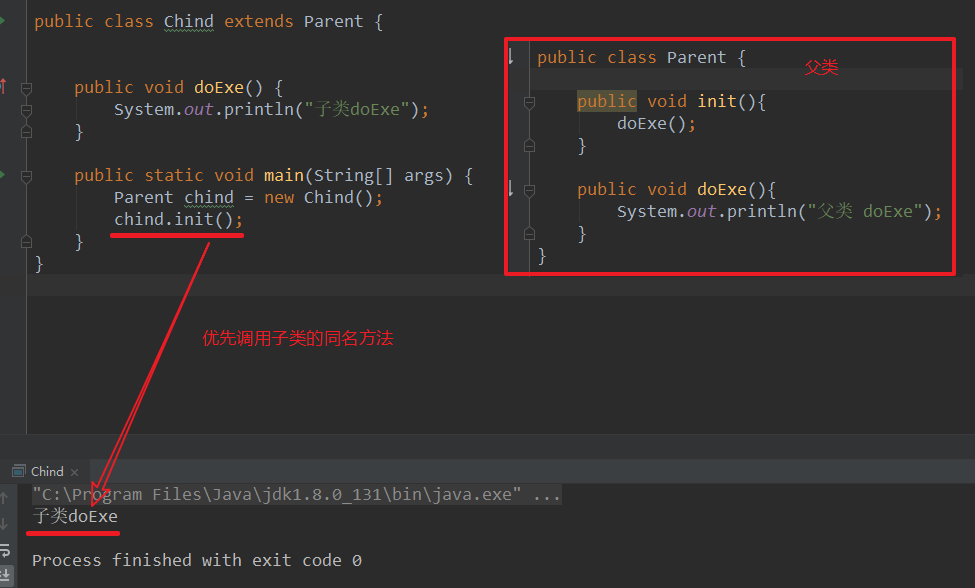 public class Chind extends Parent {
public void doExe() {
System.out.println("子类doExe");
}
public static void main(String[] args) {
Parent chind = new Chind();
chind.init();
}
}
public class Parent {
父类
public void init(){
doExe();
}
public void doExe(){
System.out.println("父类 doExe");
}
}
优先调用子类的同名方法
Chind ×
"C:\Program Files\Java\jdk1.8.0_131\bin\java.exe" ...
子类doExe
Process finished with exit code 0